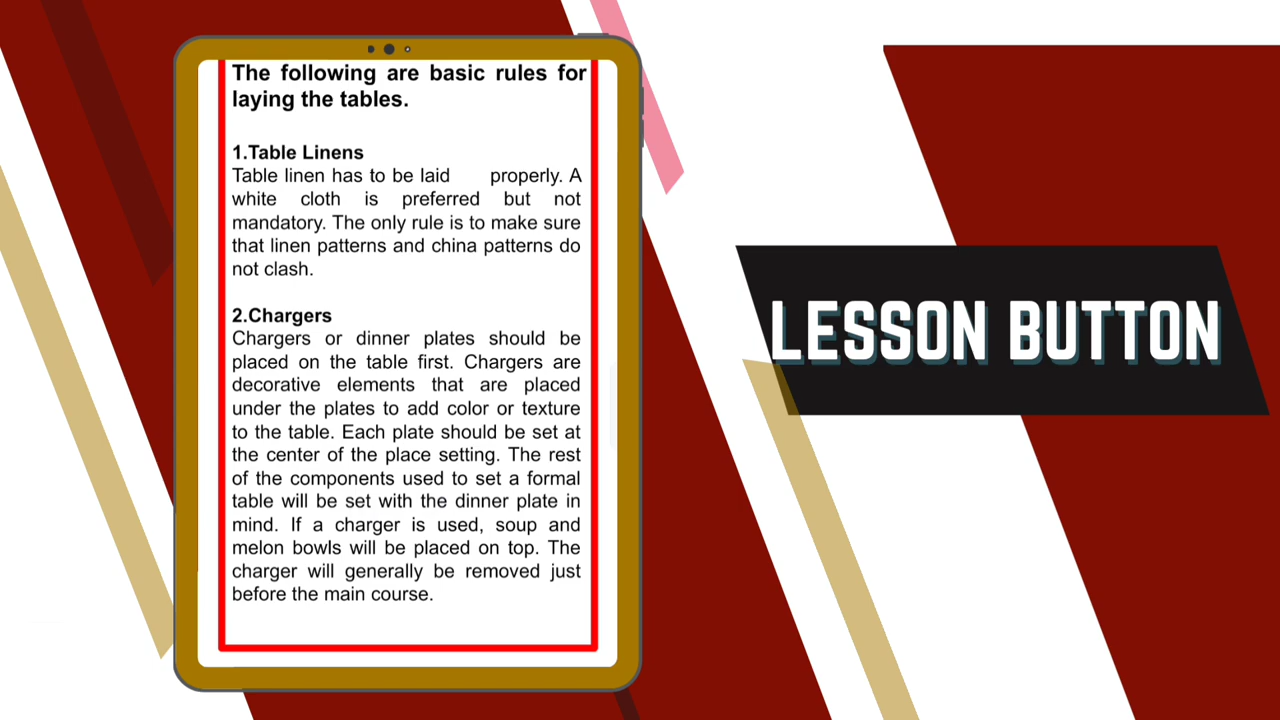 The following are basic rules for
laying the tables.
1.Table Linens
Table linen has to be laid properly. A
white cloth is preferred but not
mandatory. The only rule is to make sure
that linen patterns and china patterns do
not clash.
2.Chargers
Chargers or dinner plates should be
placed on the table first. Chargers are
decorative elements that are placed
under the plates to add color or texture
to the table. Each plate should be set at
the center of the place setting. The rest
of the components used to set a formal
table will be set with the dinner plate in
mind. If a charger is used, soup and
melon bowls will be placed on top. The
charger will generally be removed just
before the main course.
LESSON BUTTON